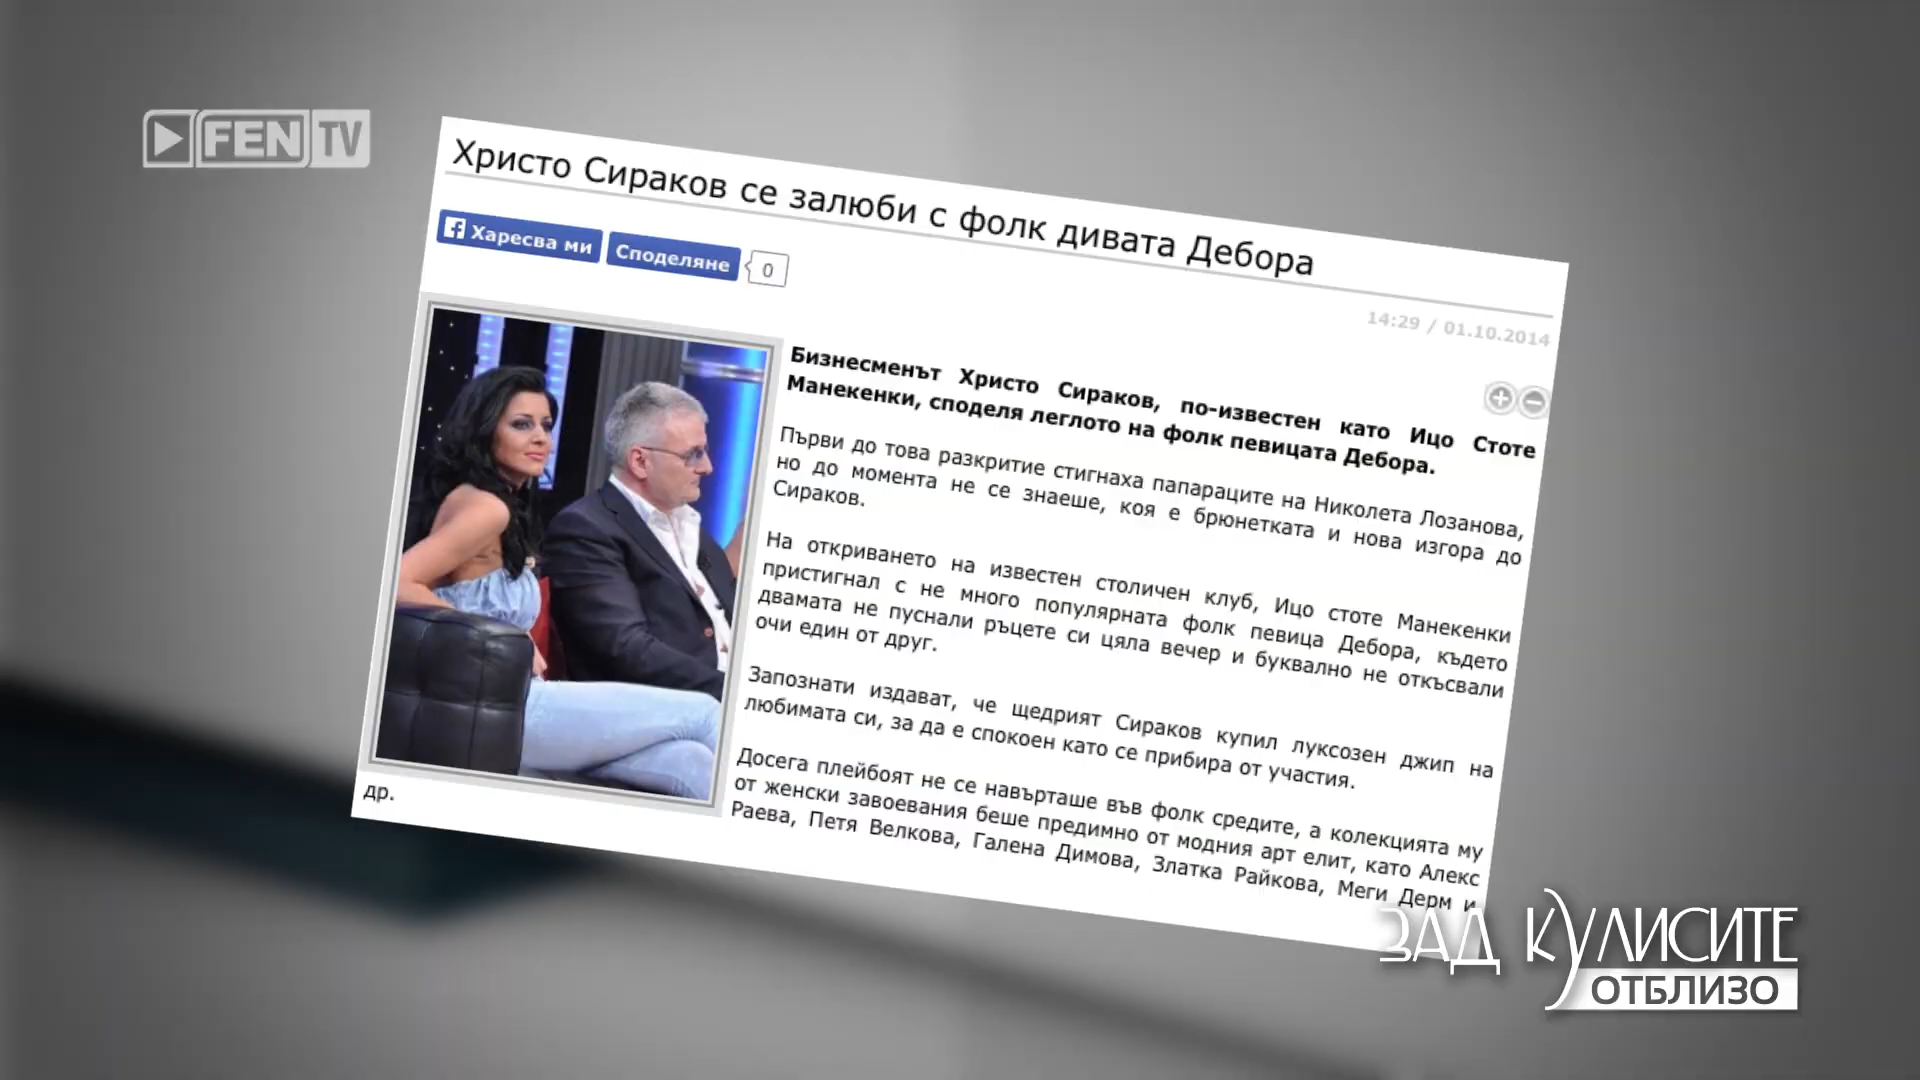 FEN TV
Христо Сираков се залюби с фолк дивата Дебора
Харесва ми
Споделяне
0
14:29 / 01.10.2014
Бизнесменът Христо Сираков, по-известен като Ицо Стоте
Манекенки, споделя леглото на фолк певицата Дебора.
Първи до това разкритие стигнаха папараците на Николета Лозанова,
но до момента не се знаеше, коя е брюнетката и нова изгора до
Сираков.
На откриването на известен столичен клуб, Ицо стоте Манекенки
пристигнал с не много популярната фолк певица Дебора, където
двамата не пуснали ръцете си цяла вечер и буквално не откъсвали
очи един от друг.
Запознати издават, че щедрият Сираков купил луксозен джип на
любимата си, за да е спокоен като се прибира от участия.
Досега плейбоят не се навърташе във фолк средите, а колекцията му
от женски завоевания беше предимно от модния арт елит, като Алекс
Раева, Петя Велкова, Галена Димова, Златка Райкова, Меги Дерм и
др.
ЗАД КУЛИСИТЕ
ОТБЛИЗО